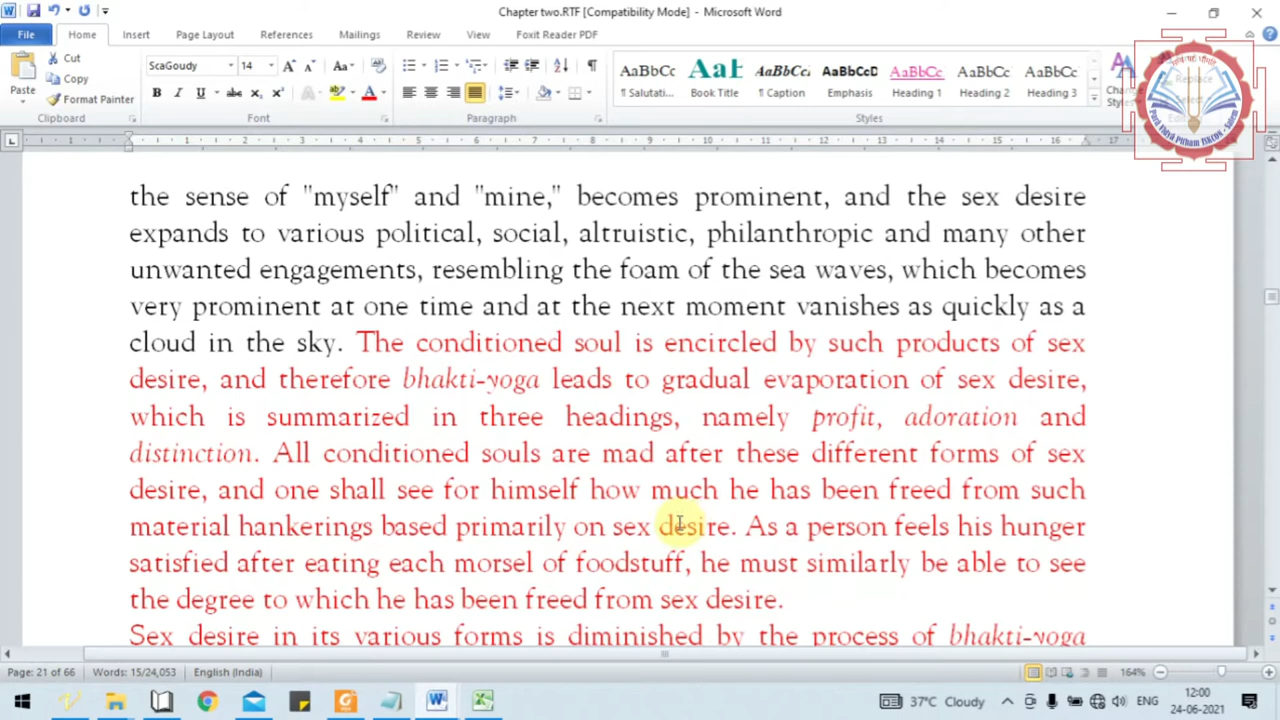 Chapter two.RTF [Compatibility Mode] - Microsoft Word
File Home Insert Page Layout References Mailings Review View Foxit Reader PDF
Paste
Cut
Copy
Format Painter
Clipboard
ScaGoudy 14
Font
Paragraph
AaBbCc AaBb AaBbCc AaBbCcD AaBbCc AaBbCc AaBbCc
¶ Salutati... Book Title ¶ Caption Emphasis Heading 1 Heading 2 Heading 3
Styles
Replace
the sense of "myself" and "mine," becomes prominent, and the sex desire
expands to various political, social, altruistic, philanthropic and many other
unwanted engagements, resembling the foam of the sea waves, which becomes
very prominent at one time and at the next moment vanishes as quickly as a
cloud in the sky. The conditioned soul is encircled by such products of sex
desire, and therefore bhakti-yoga leads to gradual evaporation of sex desire,
which is summarized in three headings, namely profit, adoration and
distinction. All conditioned souls are mad after these different forms of sex
desire, and one shall see for himself how much he has been freed from such
material hankerings based primarily on sex desire. As a person feels his hunger
satisfied after eating each morsel of foodstuff, he must similarly be able to see
the degree to which he has been freed from sex desire.
Sex desire in its various forms is diminished by the process of bhakti-yoga
Page: 21 of 66 Words: 15/24,053 English (India) 164%
37°C Cloudy ENG 12:00
24-06-2021